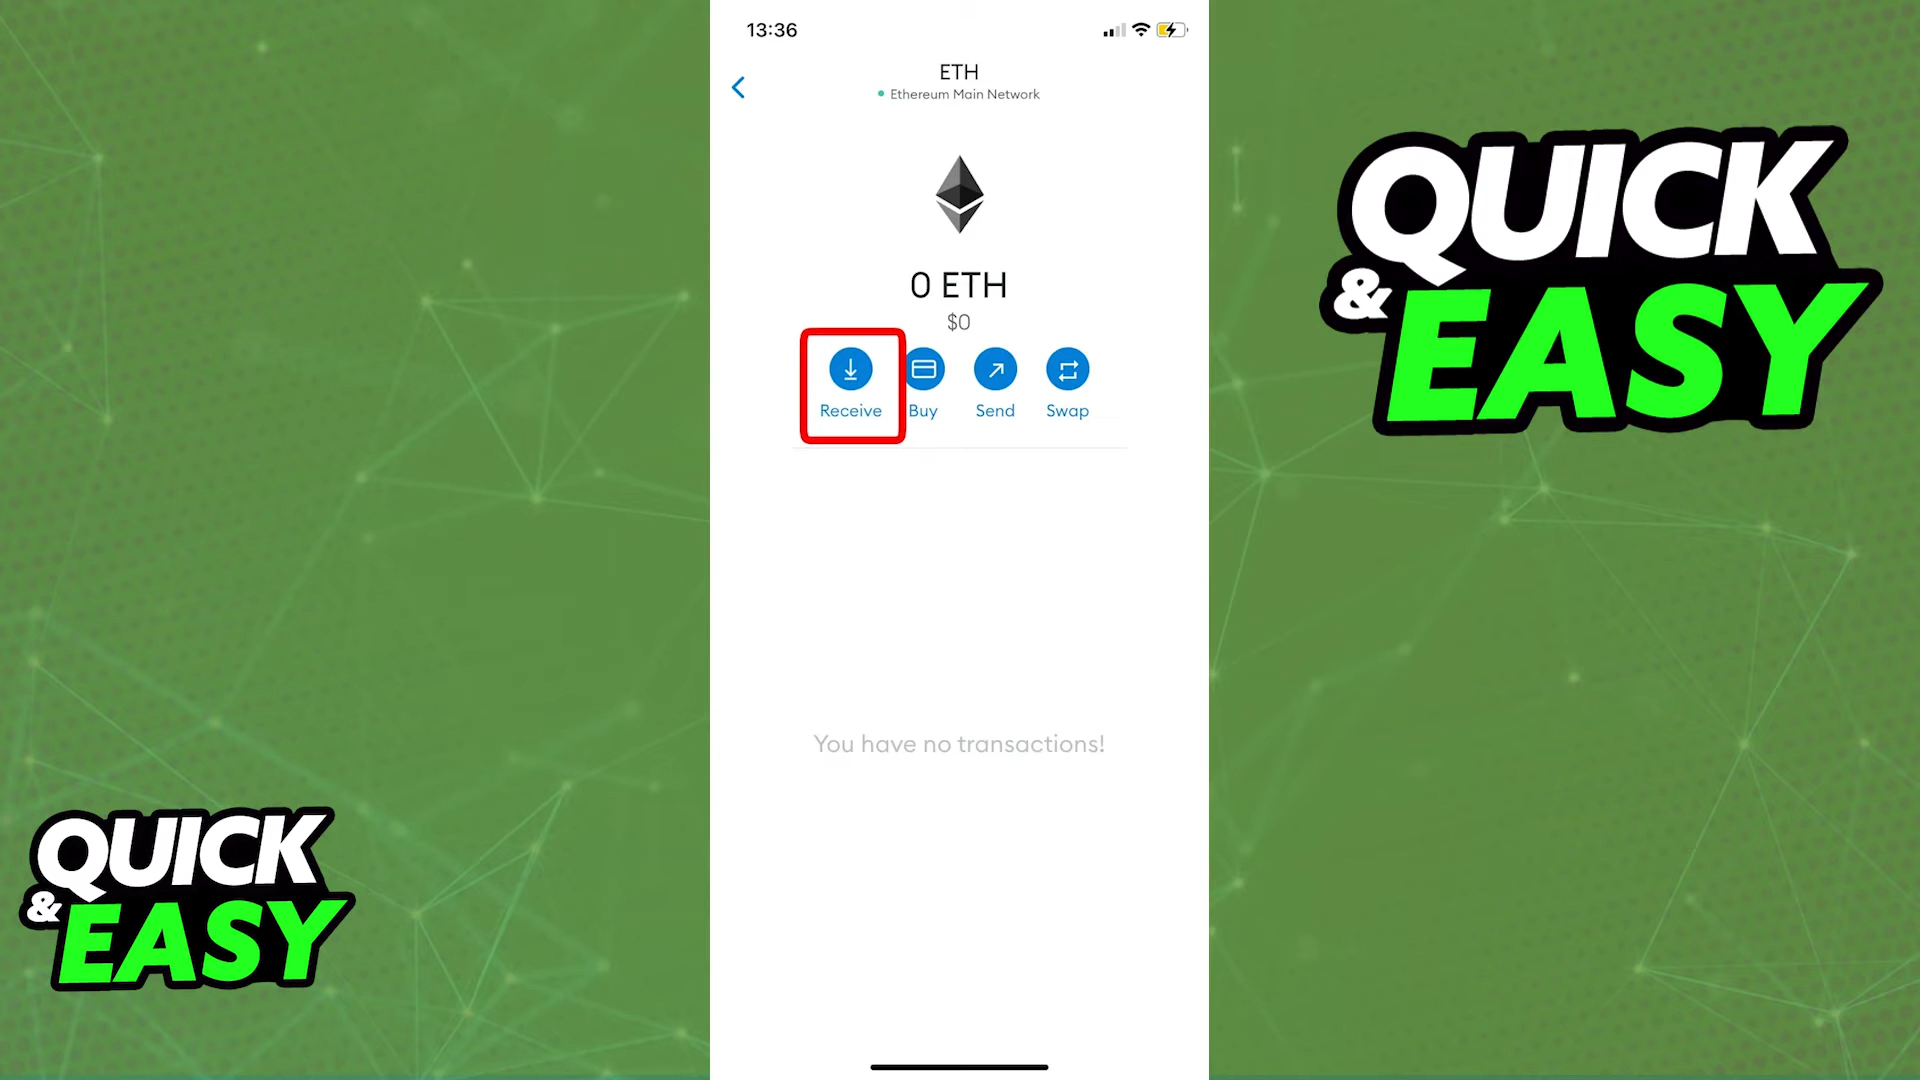 13:36
ETH
Ethereum Main Network
0 ETH
$0
Receive
Buy
Send
Swap
You have no transactions!
QUICK
& EASY
QUICK
& EASY